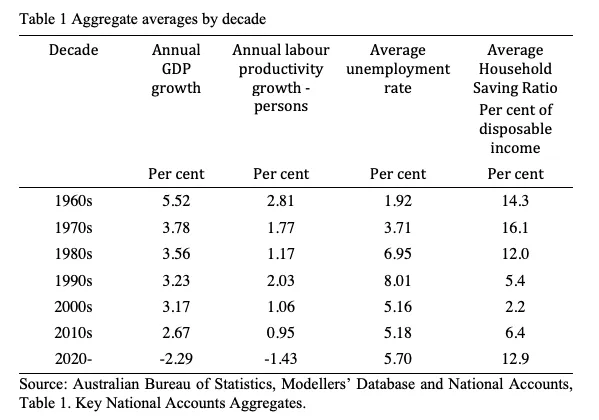 Table 1 Aggregate averages by decade
Decade Annual GDP growth Annual labour productivity growth - persons Average unemployment rate Average Household Saving Ratio Per cent of disposable income
Per cent Per cent Per cent Per cent
1960s 5.52 2.81 1.92 14.3
1970s 3.78 1.77 3.71 16.1
1980s 3.56 1.17 6.95 12.0
1990s 3.23 2.03 8.01 5.4
2000s 3.17 1.06 5.16 2.2
2010s 2.67 0.95 5.18 6.4
2020- -2.29 -1.43 5.70 12.9
Source: Australian Bureau of Statistics, Modellers’ Database and National Accounts,
Table 1. Key National Accounts Aggregates.